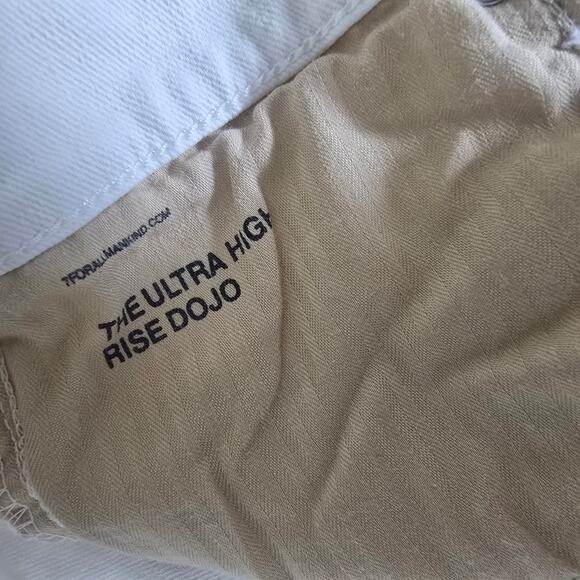 7FORALLMANKIND.COM
THE ULTRA HIGH
RISE DOJO